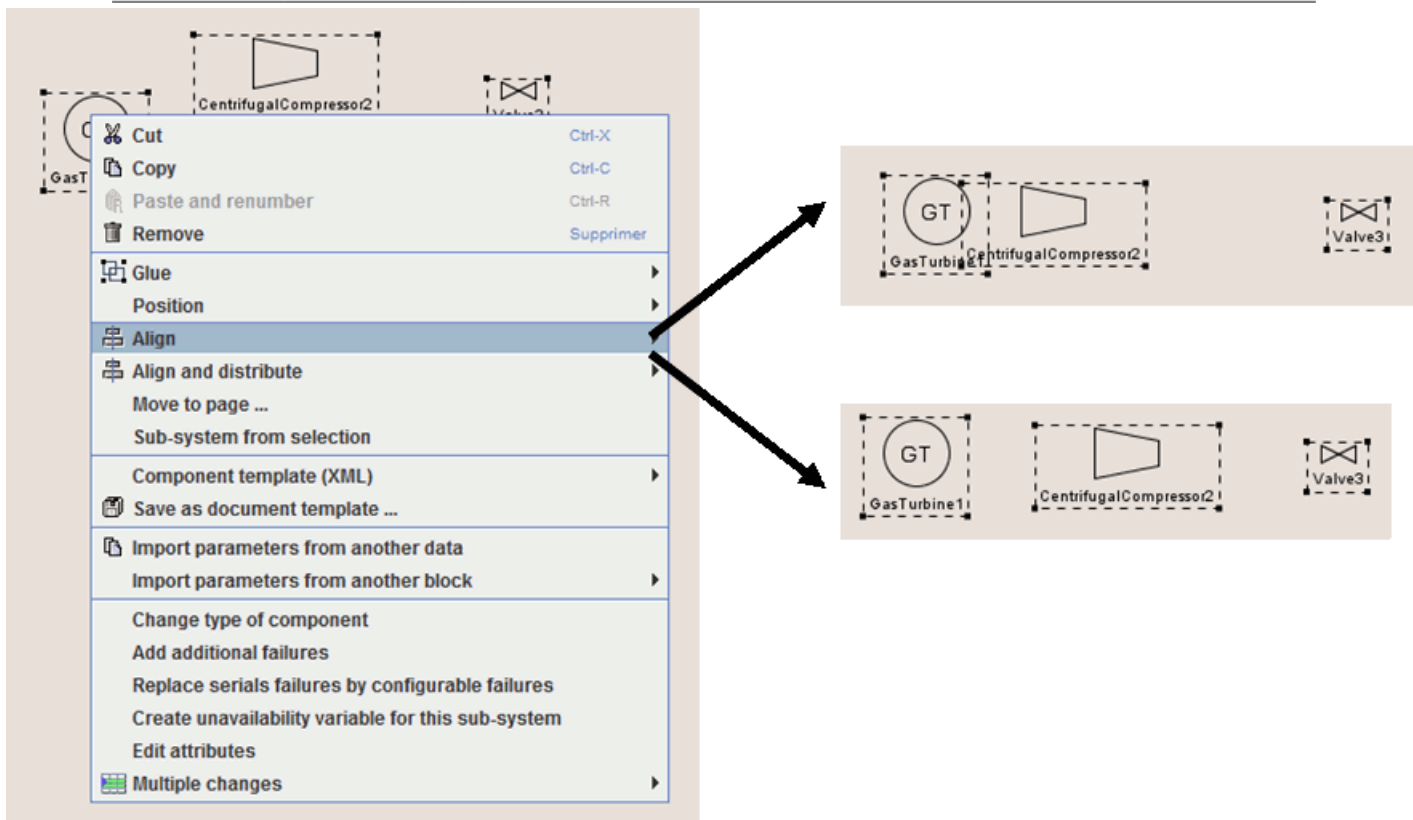 CentrifugalCompressor2
Cut Ctrl-X
Copy Ctrl-C
Paste and renumber Ctrl-R
Remove Supprimer
Glue
Position
Align
Align and distribute
Move to page ...
Sub-system from selection
Component template (XML)
Save as document template ...
Import parameters from another data
Import parameters from another block
Change type of component
Add additional failures
Replace serials failures by configurable failures
Create unavailability variable for this sub-system
Edit attributes
Multiple changes
GT
Valve3
CentrifugalCompressor2
GT
GasTurbine1
CentrifugalCompressor2
Valve3